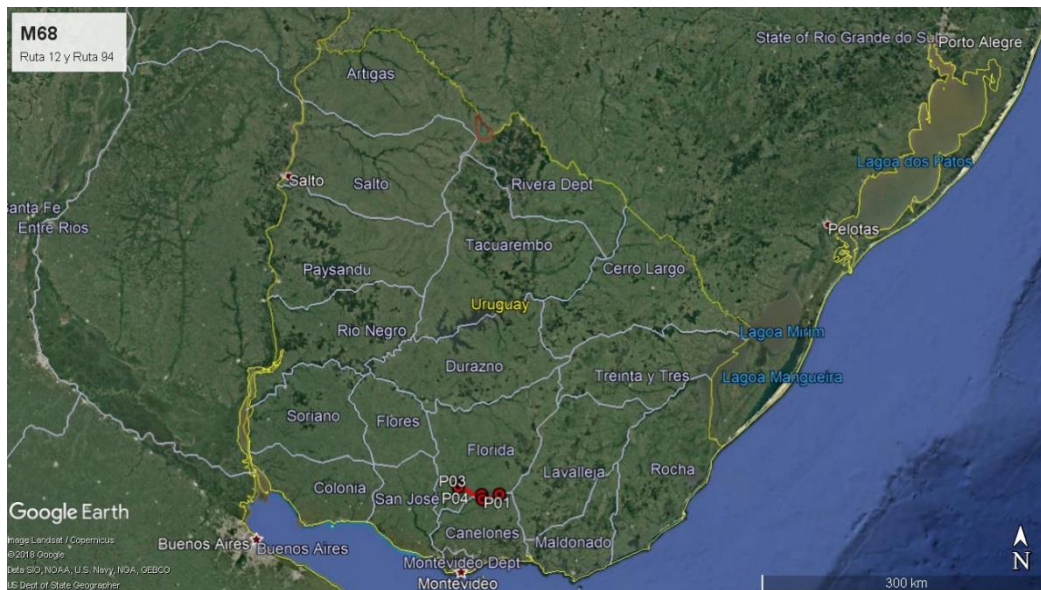 M68
Ruta 12 y Ruta 94
State of Rio Grande do Sul
Porto Alegre
Artigas
Lagoa dos Patos
Salto
Salto
Rivera Dept
Santa Fe
Entre Rios
Pelotas
Tacuarembo
Paysandu
Cerro Largo
Uruguay
Rio Negro
Lagoa Mirim
Durazno
Treinta y Tres
Lagoa Mangueira
Soriano
Flores
Florida
Lavalleja
Rocha
P03
Colonia
San Jose
P04
P01
Google Earth
Canelones
Image Landsat / Copernicus
Buenos Aires
Buenos Aires
Maldonado
©2018 Google
Montevideo Dept
Data SIO, NOAA, U.S. Navy, NGA, GEBCO
US Dept of State Geographer
Montevideo
300 km
N